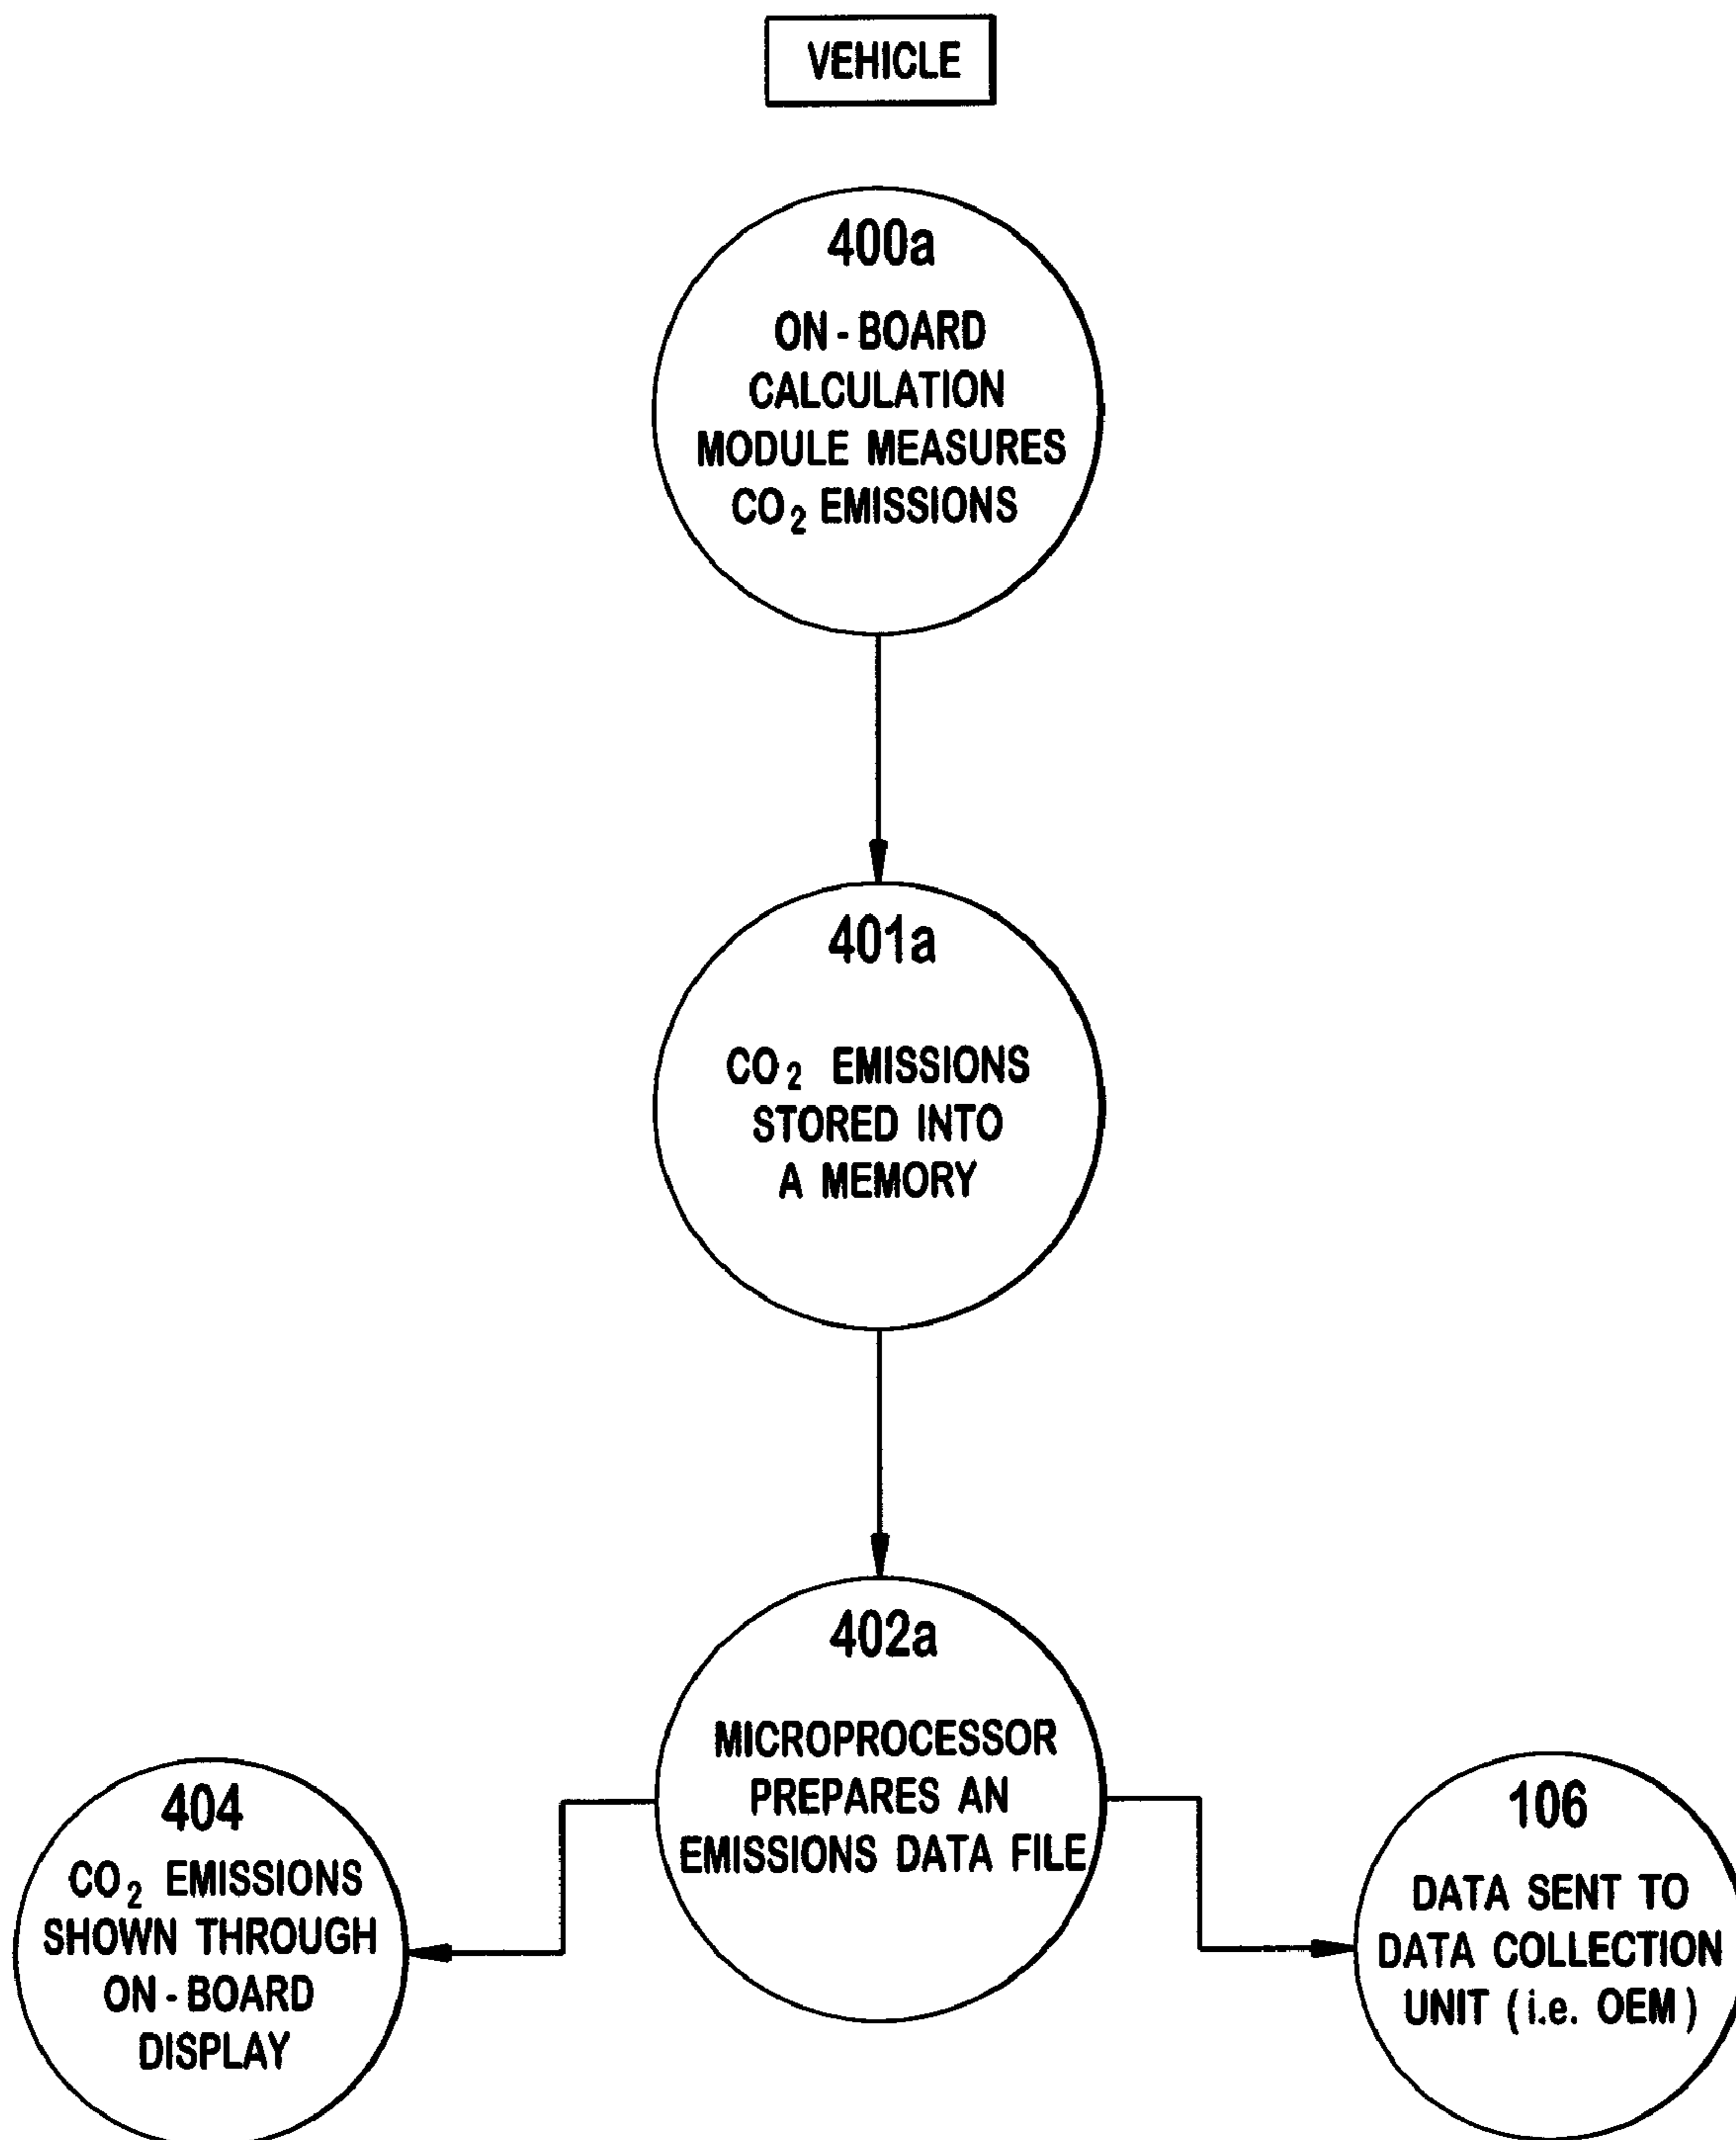 VEHICLE
400a
ON-BOARD
CALCULATION
MODULE MEASURES
CO₂ EMISSIONS
401a
CO₂ EMISSIONS
STORED INTO
A MEMORY
402a
MICROPROCESSOR
PREPARES AN
EMISSIONS DATA FILE
404
CO₂ EMISSIONS
SHOWN THROUGH
ON-BOARD
DISPLAY
106
DATA SENT TO
DATA COLLECTION
UNIT (i.e. OEM)